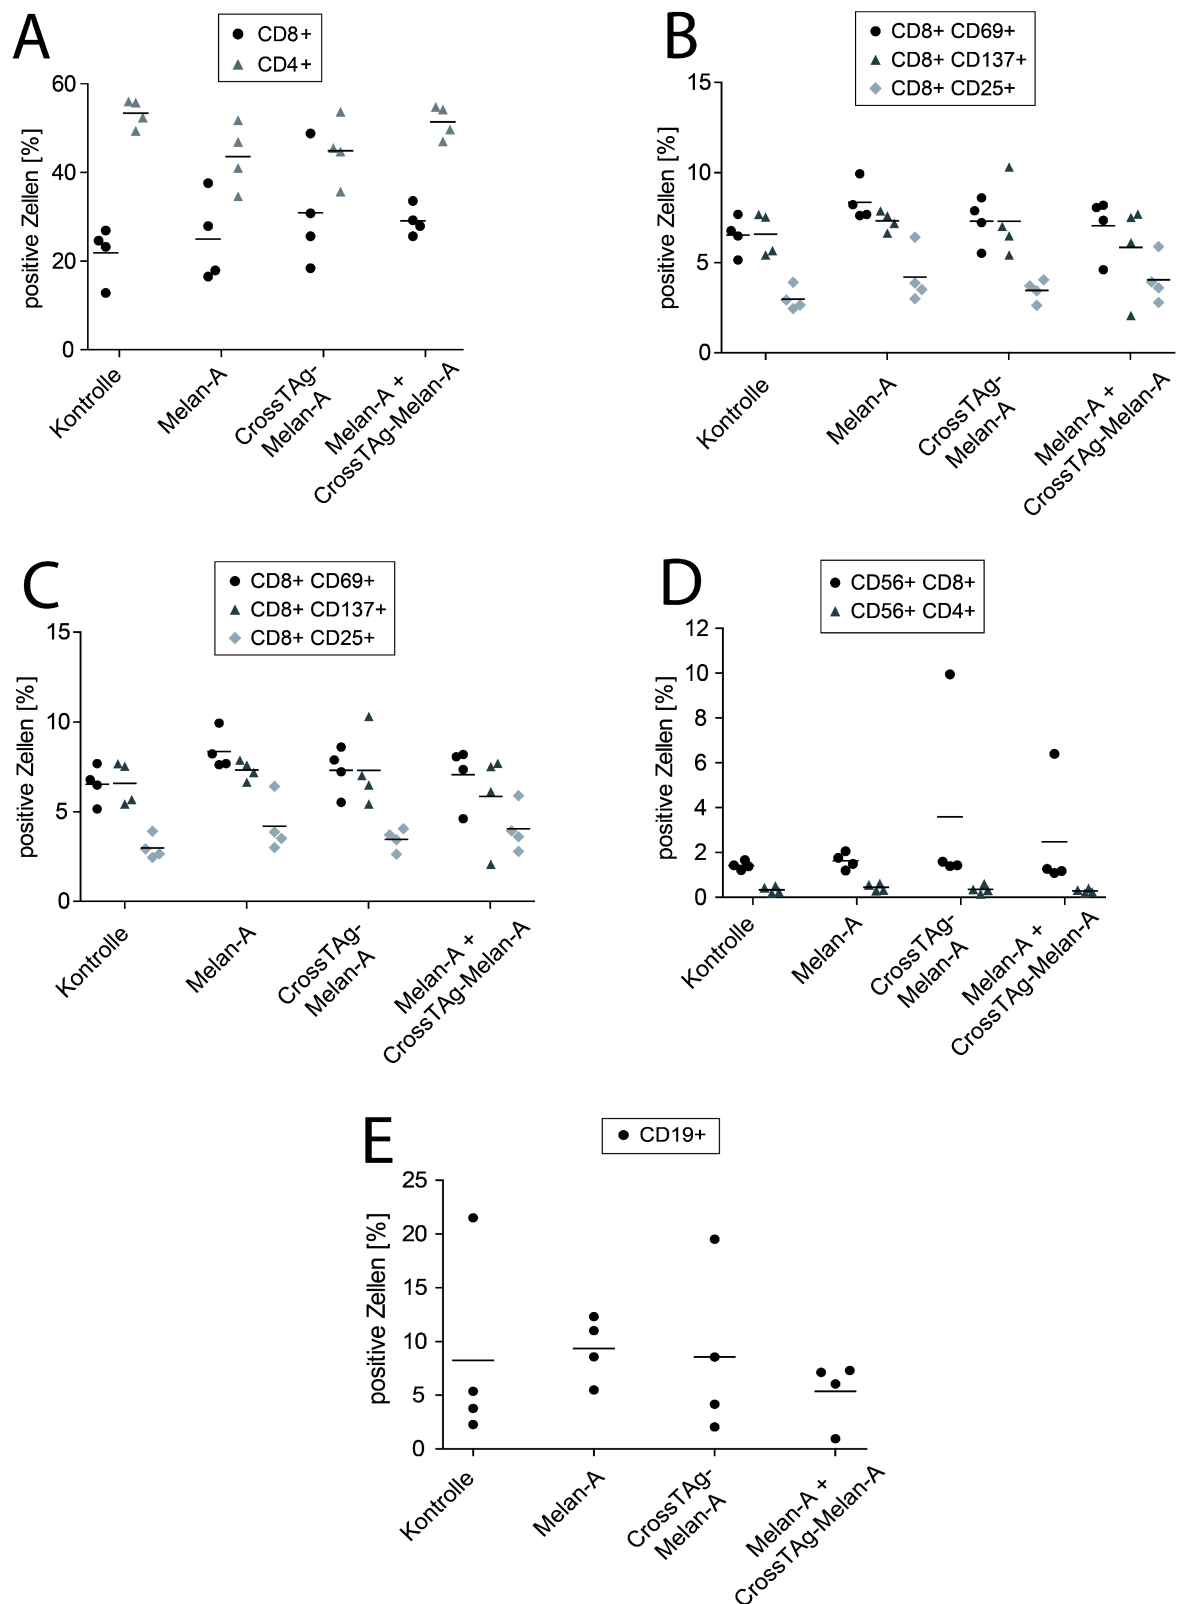 A
CD8+
CD4+
positive Zellen [%]
60
40
20
0
Kontrolle
Melan-A
CrossTAg-
Melan-A
Melan-A +
CrossTAg-Melan-A
B
CD8+ CD69+
CD8+ CD137+
CD8+ CD25+
positive Zellen [%]
15
10
5
0
Kontrolle
Melan-A
CrossTAg-
Melan-A
Melan-A +
CrossTAg-Melan-A
C
CD8+ CD69+
CD8+ CD137+
CD8+ CD25+
positive Zellen [%]
15
10
5
0
Kontrolle
Melan-A
CrossTAg-
Melan-A
Melan-A +
CrossTAg-Melan-A
D
CD56+ CD8+
CD56+ CD4+
positive Zellen [%]
12
10
8
6
4
2
0
Kontrolle
Melan-A
CrossTAg-
Melan-A
Melan-A +
CrossTAg-Melan-A
E
CD19+
positive Zellen [%]
25
20
15
10
5
0
Kontrolle
Melan-A
CrossTAg-
Melan-A
Melan-A +
CrossTAg-Melan-A